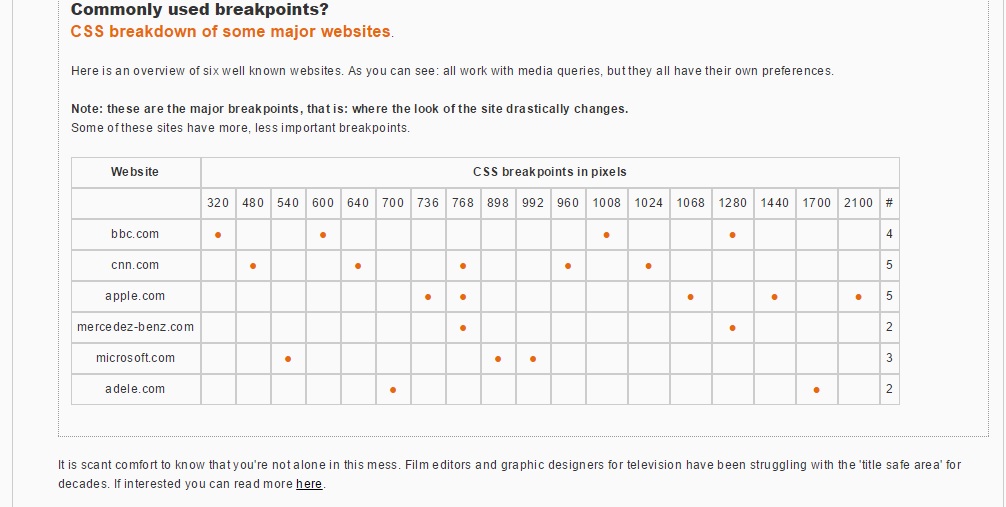 Commonly used breakpoints?
CSS breakdown of some major websites.
Here is an overview of six well known websites. As you can see: all work with media queries, but they all have their own preferences.
Note: these are the major breakpoints, that is: where the look of the site drastically changes.
Some of these sites have more, less important breakpoints.
Website CSS breakpoints in pixels
320 480 540 600 640 700 736 768 898 992 960 1008 1024 1068 1280 1440 1700 2100 #
bbc.com • • • • 4
cnn.com • • • • • 5
apple.com • • • • • 5
mercedez-benz.com • • 2
microsoft.com • • • 3
adele.com • • 2
It is scant comfort to know that you're not alone in this mess. Film editors and graphic designers for television have been struggling with the 'title safe area' for
decades. If interested you can read more here.